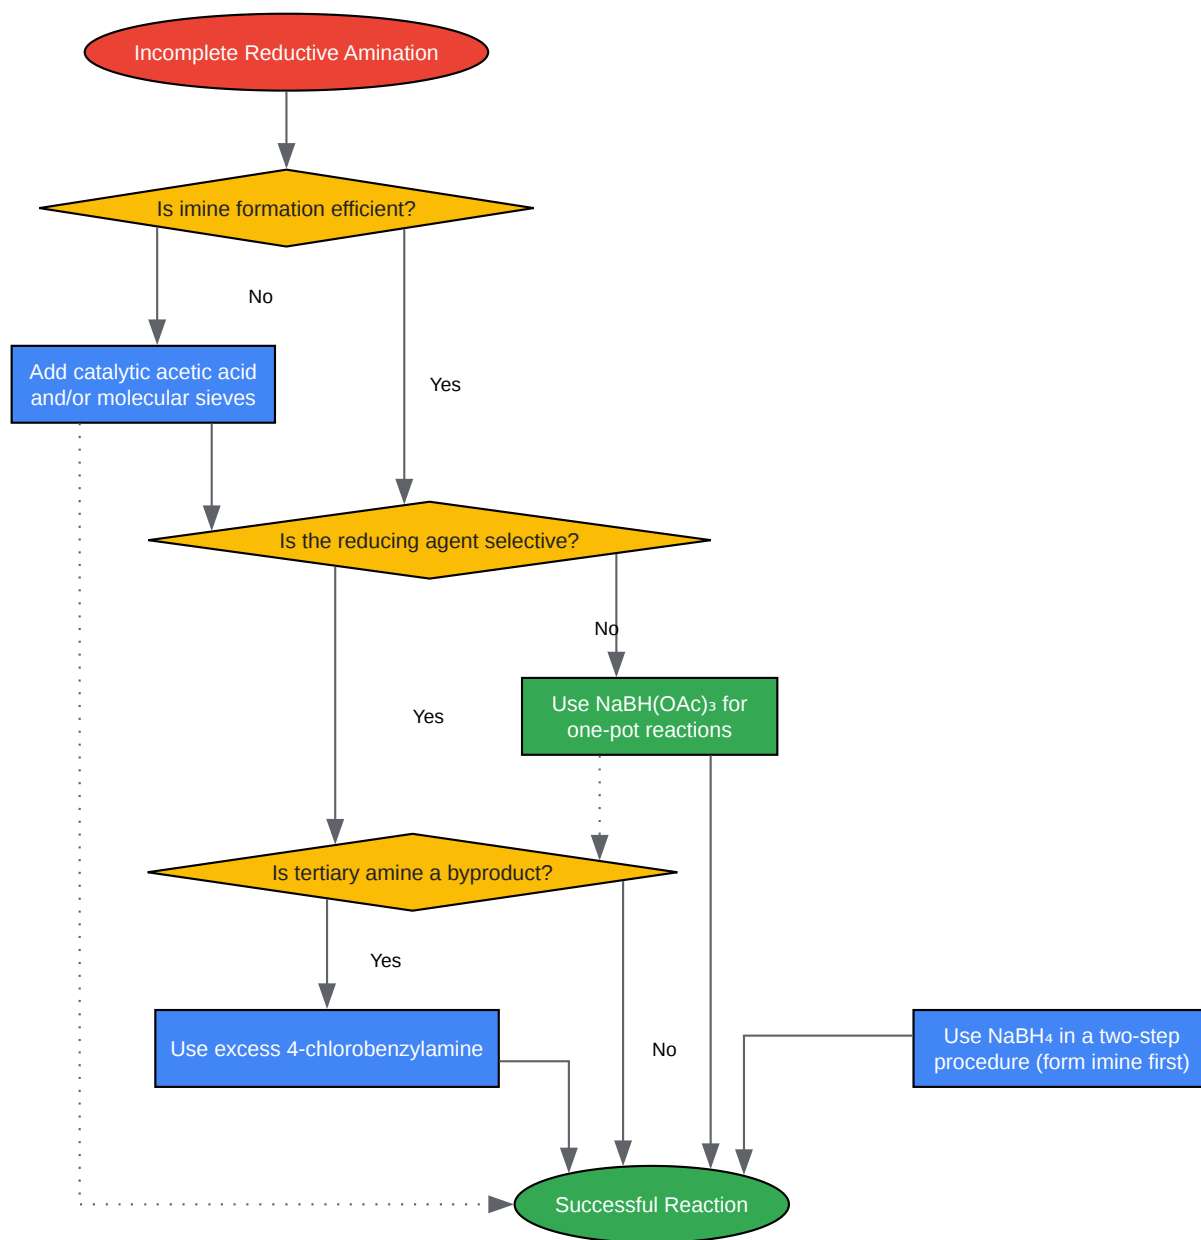 Incomplete Reductive Amination
Is imine formation efficient?
No
Add catalytic acetic acid
and/or molecular sieves
Yes
Is the reducing agent selective?
No
Use NaBH(OAc)₃ for
one-pot reactions
Yes
Is tertiary amine a byproduct?
Yes
Use excess 4-chlorobenzylamine
No
Use NaBH₄ in a two-step
procedure (form imine first)
Successful Reaction